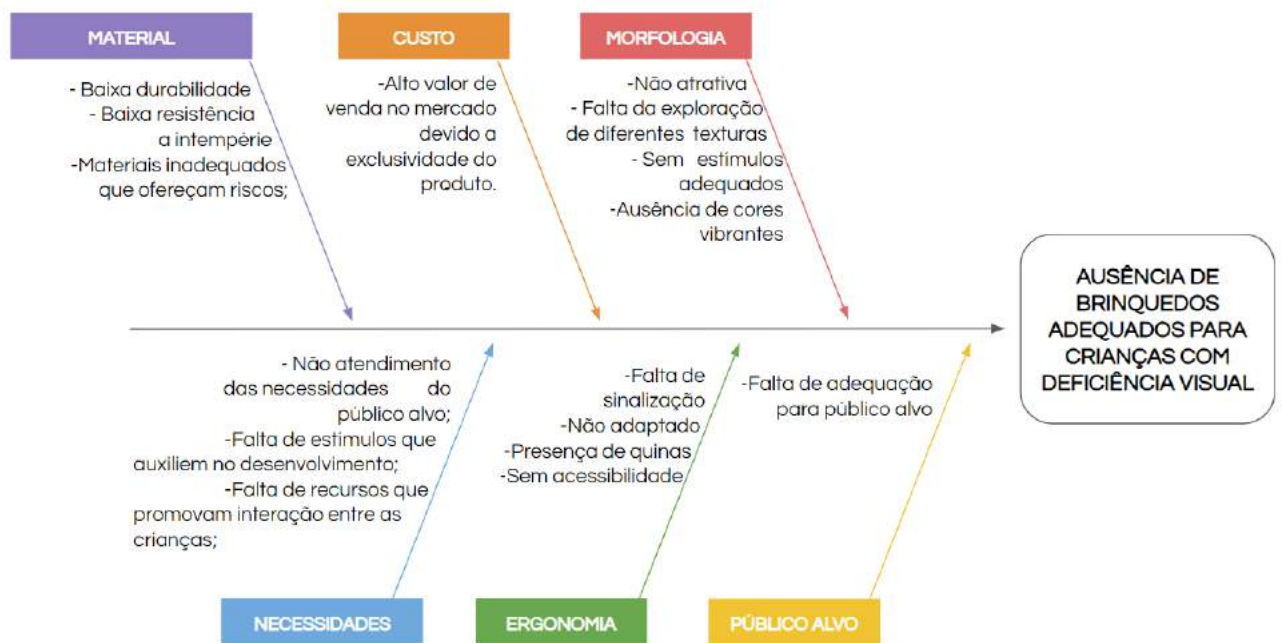 MATERIAL
- Baixa durabilidade
- Baixa resistência
a intempérie
-Materiais inadequados
que ofereçam riscos;
CUSTO
-Alto valor de
venda no mercado
devido a
exclusividade do
produto.
MORFOLOGIA
-Não atrativa
- Falta da exploração
de diferentes texturas
- Sem estímulos
adequados
-Ausência de cores
vibrantes
AUSÊNCIA DE
BRINQUEDOS
ADEQUADOS PARA
CRIANÇAS COM
DEFICIÊNCIA VISUAL
- Não atendimento
das necessidades do
público alvo;
-Falta de estímulos que
auxiliem no desenvolvimento;
-Falta de recursos que
promovam interação entre as
crianças;
NECESSIDADES
-Falta de
sinalização
-Não adaptado
-Presença de quinas
-Sem acessibilidade
ERGONOMIA
-Falta de adequação
para público alvo
PÚBLICO ALVO